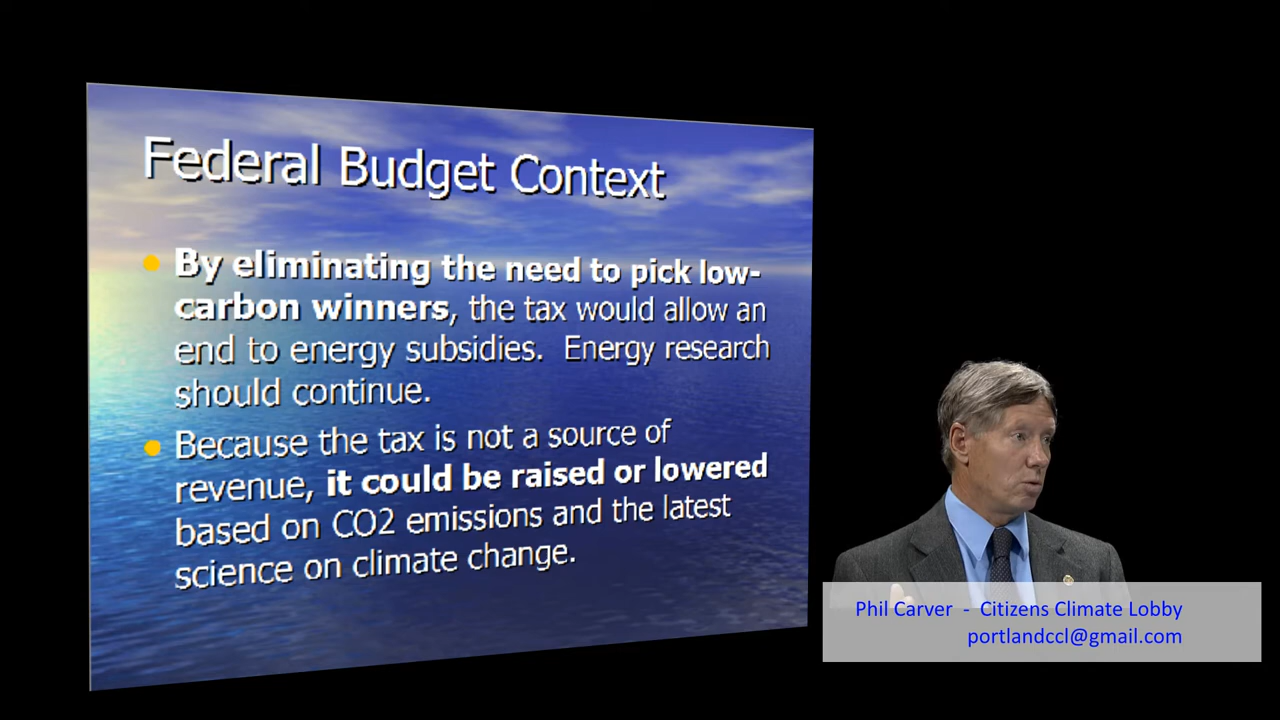 Federal Budget Context
By eliminating the need to pick low-
carbon winners, the tax would allow an
end to energy subsidies. Energy research
should continue.
Because the tax is not a source of
revenue, it could be raised or lowered
based on CO2 emissions and the latest
science on climate change.
Phil Carver - Citizens Climate Lobby
portlandccl@gmail.com